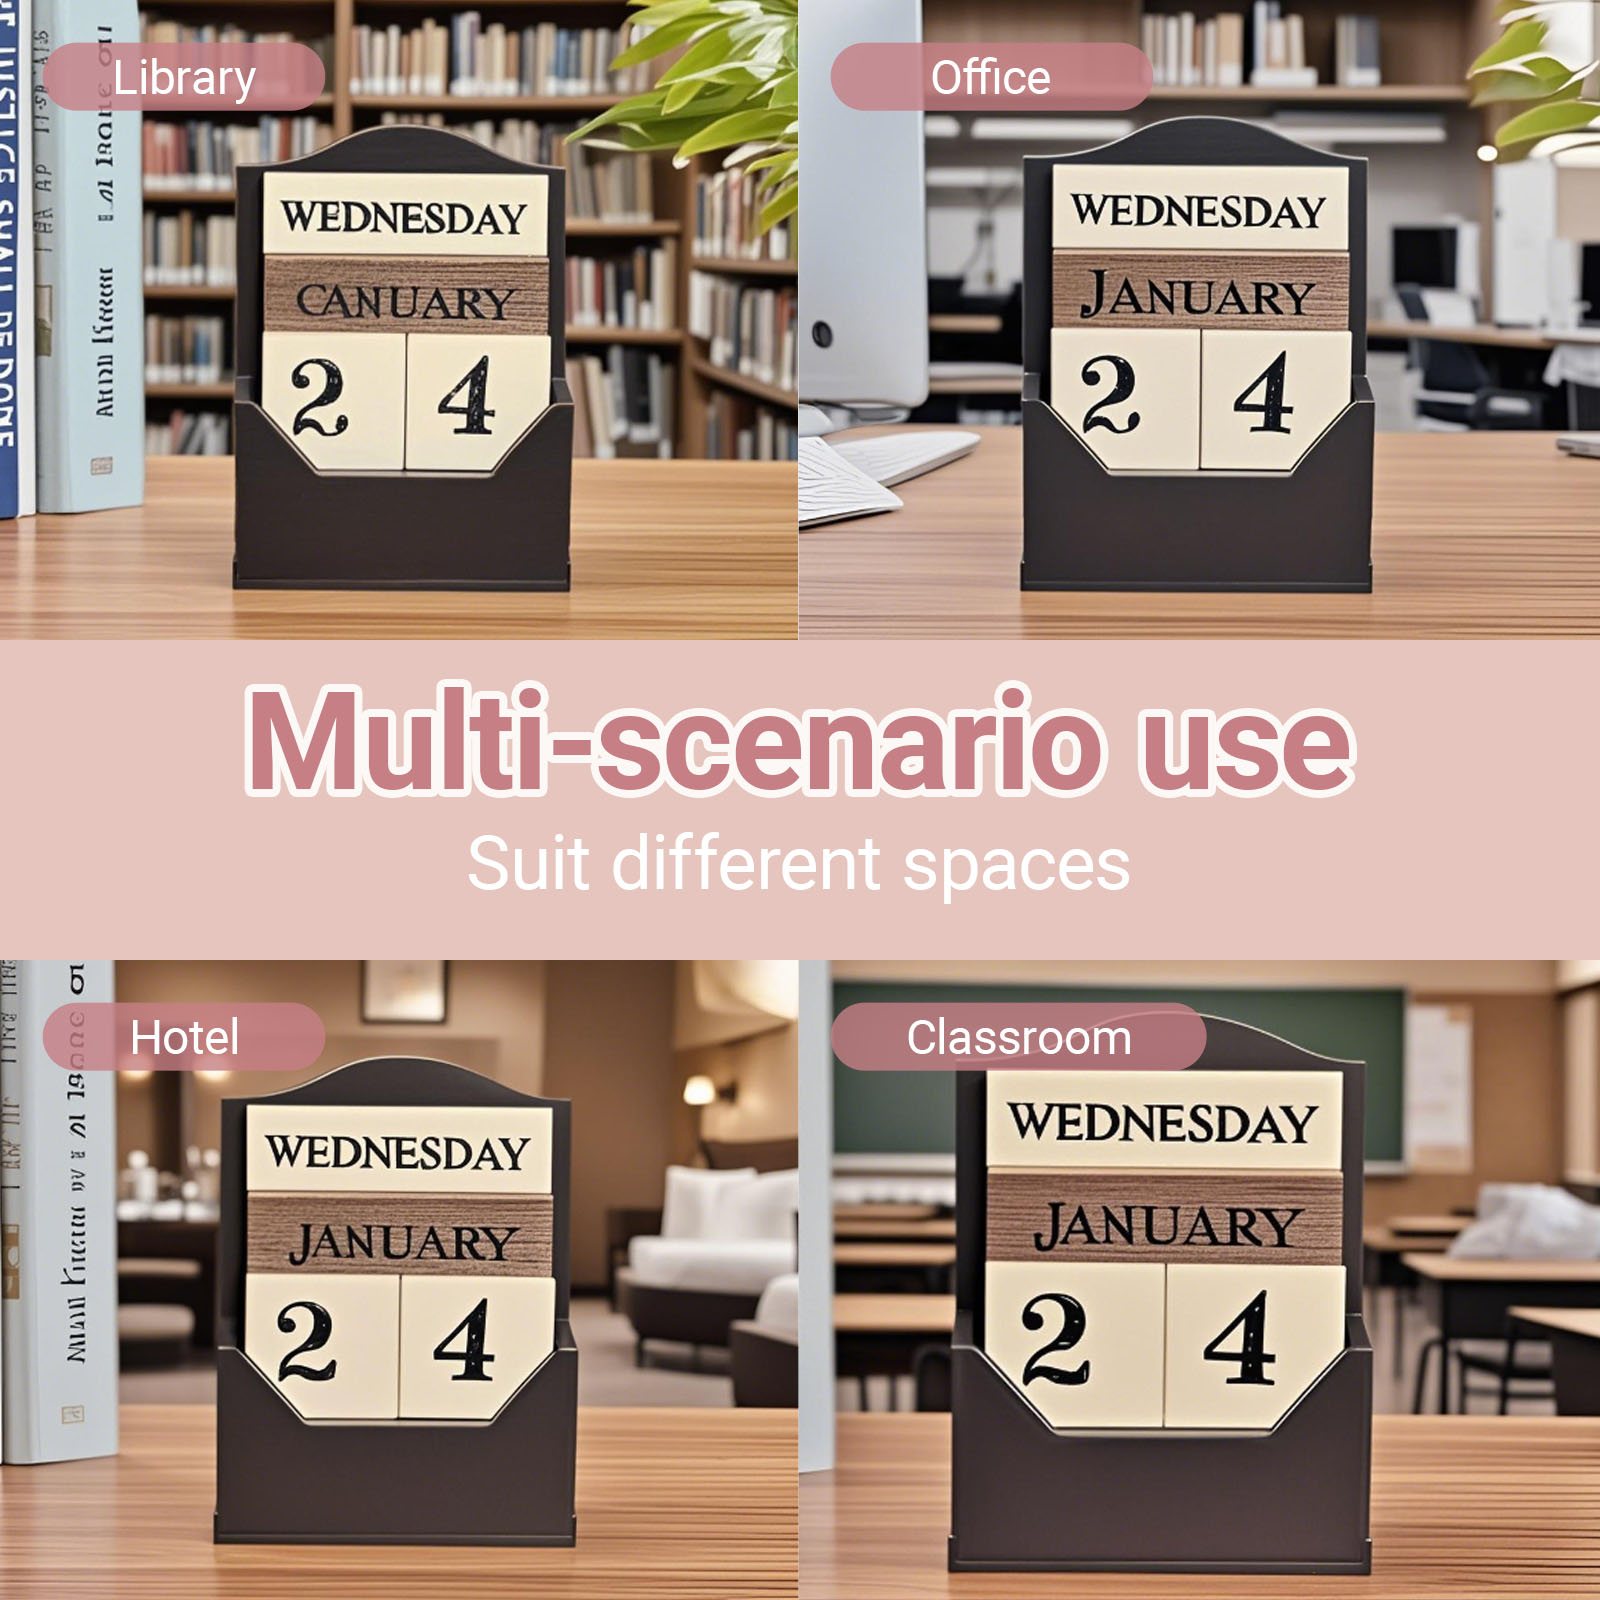 Library
WEDNESDAY
CANUARY
2 4
Office
WEDNESDAY
JANUARY
2 4
Multi-scenario use
Suit different spaces
Hotel
WEDNESDAY
JANUARY
2 4
Classroom
WEDNESDAY
JANUARY
2 4